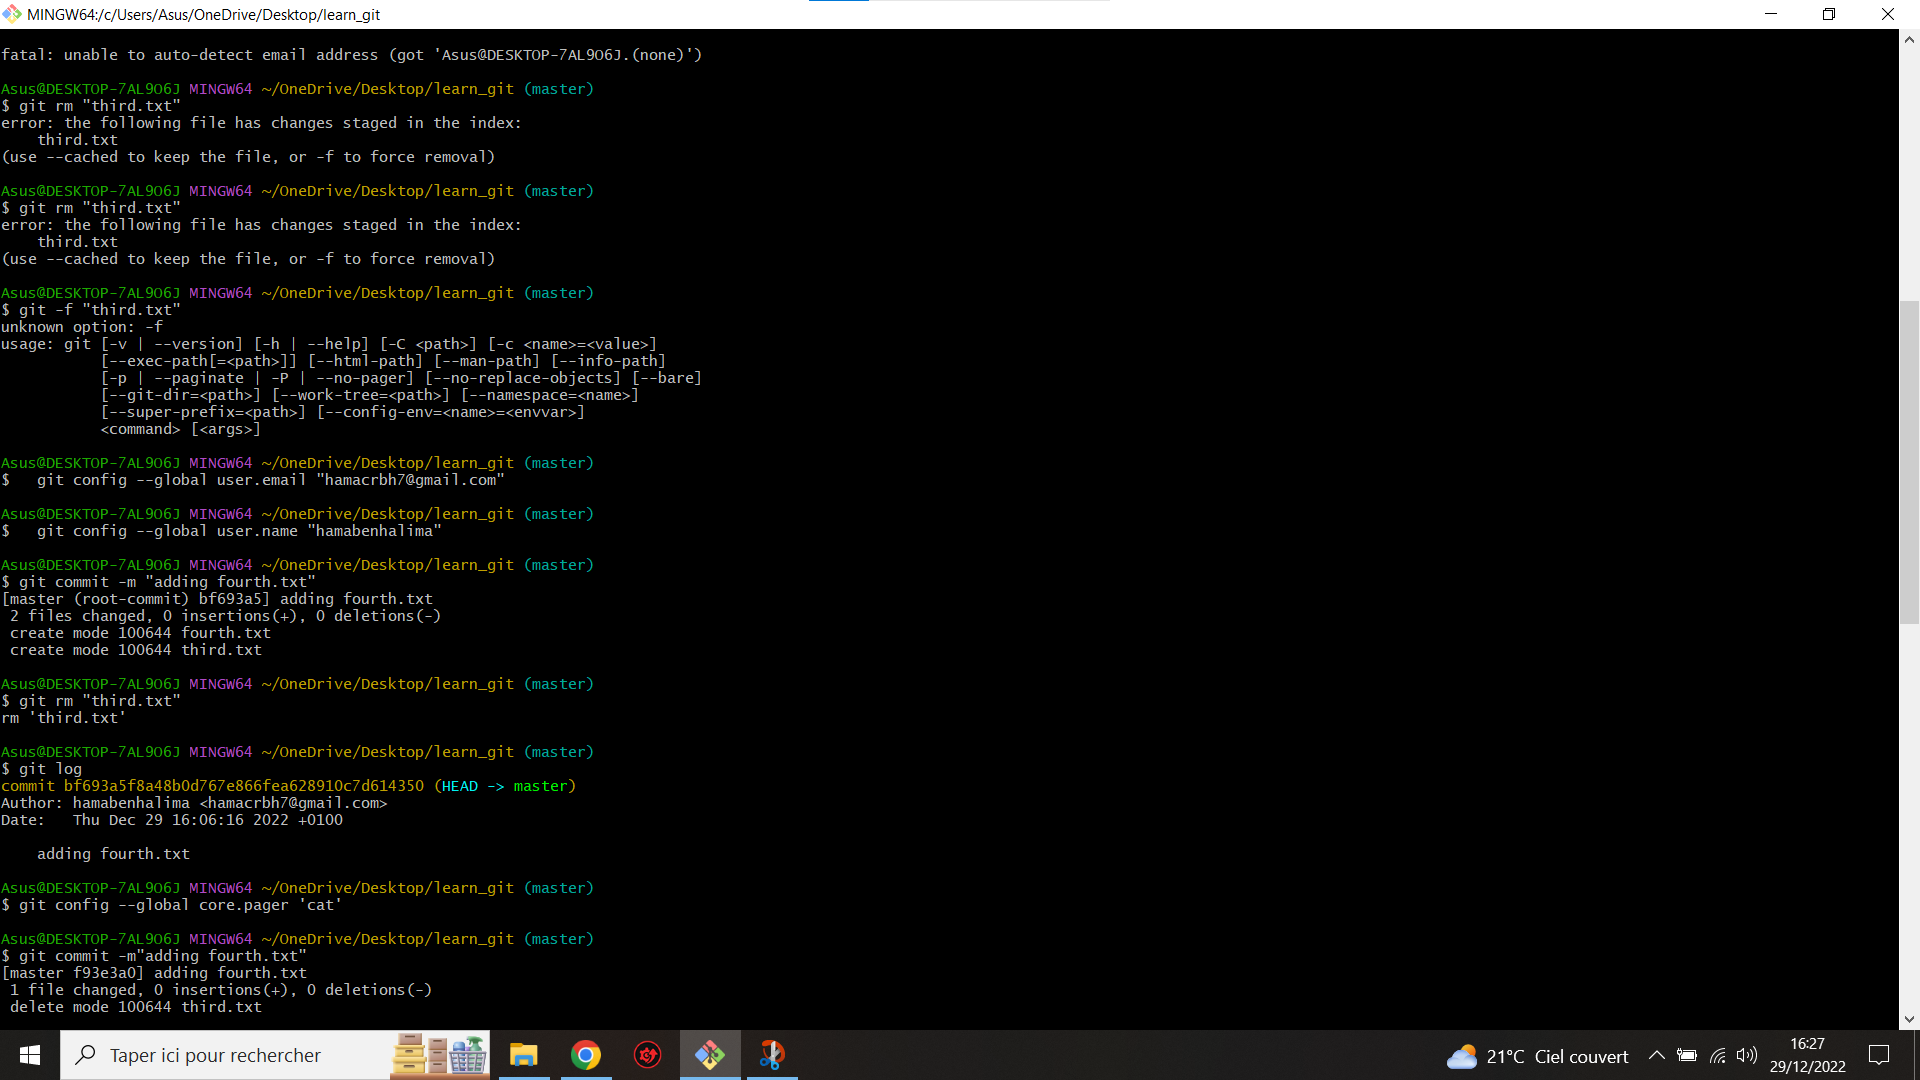 MINGW64:/c/Users/Asus/OneDrive/Desktop/learn_git
fatal: unable to auto-detect email address (got 'Asus@DESKTOP-7AL9O6J.(none)')
Asus@DESKTOP-7AL9O6J MINGW64 ~/OneDrive/Desktop/learn_git (master)
$ git rm "third.txt"
error: the following file has changes staged in the index:
    third.txt
(use --cached to keep the file, or -f to force removal)
Asus@DESKTOP-7AL9O6J MINGW64 ~/OneDrive/Desktop/learn_git (master)
$ git rm "third.txt"
error: the following file has changes staged in the index:
    third.txt
(use --cached to keep the file, or -f to force removal)
Asus@DESKTOP-7AL9O6J MINGW64 ~/OneDrive/Desktop/learn_git (master)
$ git -f "third.txt"
unknown option: -f
usage: git [-v | --version] [-h | --help] [-C <path>] [-c <name>=<value>]
           [--exec-path[=<path>]] [--html-path] [--man-path] [--info-path]
           [-p | --paginate | -P | --no-pager] [--no-replace-objects] [--bare]
           [--git-dir=<path>] [--work-tree=<path>] [--namespace=<name>]
           [--super-prefix=<path>] [--config-env=<name>=<envvar>]
           <command> [<args>]
Asus@DESKTOP-7AL9O6J MINGW64 ~/OneDrive/Desktop/learn_git (master)
$   git config --global user.email "hamacrbh7@gmail.com"
Asus@DESKTOP-7AL9O6J MINGW64 ~/OneDrive/Desktop/learn_git (master)
$   git config --global user.name "hamabenhalima"
Asus@DESKTOP-7AL9O6J MINGW64 ~/OneDrive/Desktop/learn_git (master)
$ git commit -m "adding fourth.txt"
[master (root-commit) bf693a5] adding fourth.txt
 2 files changed, 0 insertions(+), 0 deletions(-)
 create mode 100644 fourth.txt
 create mode 100644 third.txt
Asus@DESKTOP-7AL9O6J MINGW64 ~/OneDrive/Desktop/learn_git (master)
$ git rm "third.txt"
rm 'third.txt'
Asus@DESKTOP-7AL9O6J MINGW64 ~/OneDrive/Desktop/learn_git (master)
$ git log
commit bf693a5f8a48b0d767e866fea628910c7d614350 (HEAD -> master)
Author: hamabenhalima <hamacrbh7@gmail.com>
Date:   Thu Dec 29 16:06:16 2022 +0100
    adding fourth.txt
Asus@DESKTOP-7AL9O6J MINGW64 ~/OneDrive/Desktop/learn_git (master)
$ git config --global core.pager 'cat'
Asus@DESKTOP-7AL9O6J MINGW64 ~/OneDrive/Desktop/learn_git (master)
$ git commit -m"adding fourth.txt"
[master f93e3a0] adding fourth.txt
 1 file changed, 0 insertions(+), 0 deletions(-)
 delete mode 100644 third.txt
Taper ici pour rechercher
21°C Ciel couvert
16:27
29/12/2022